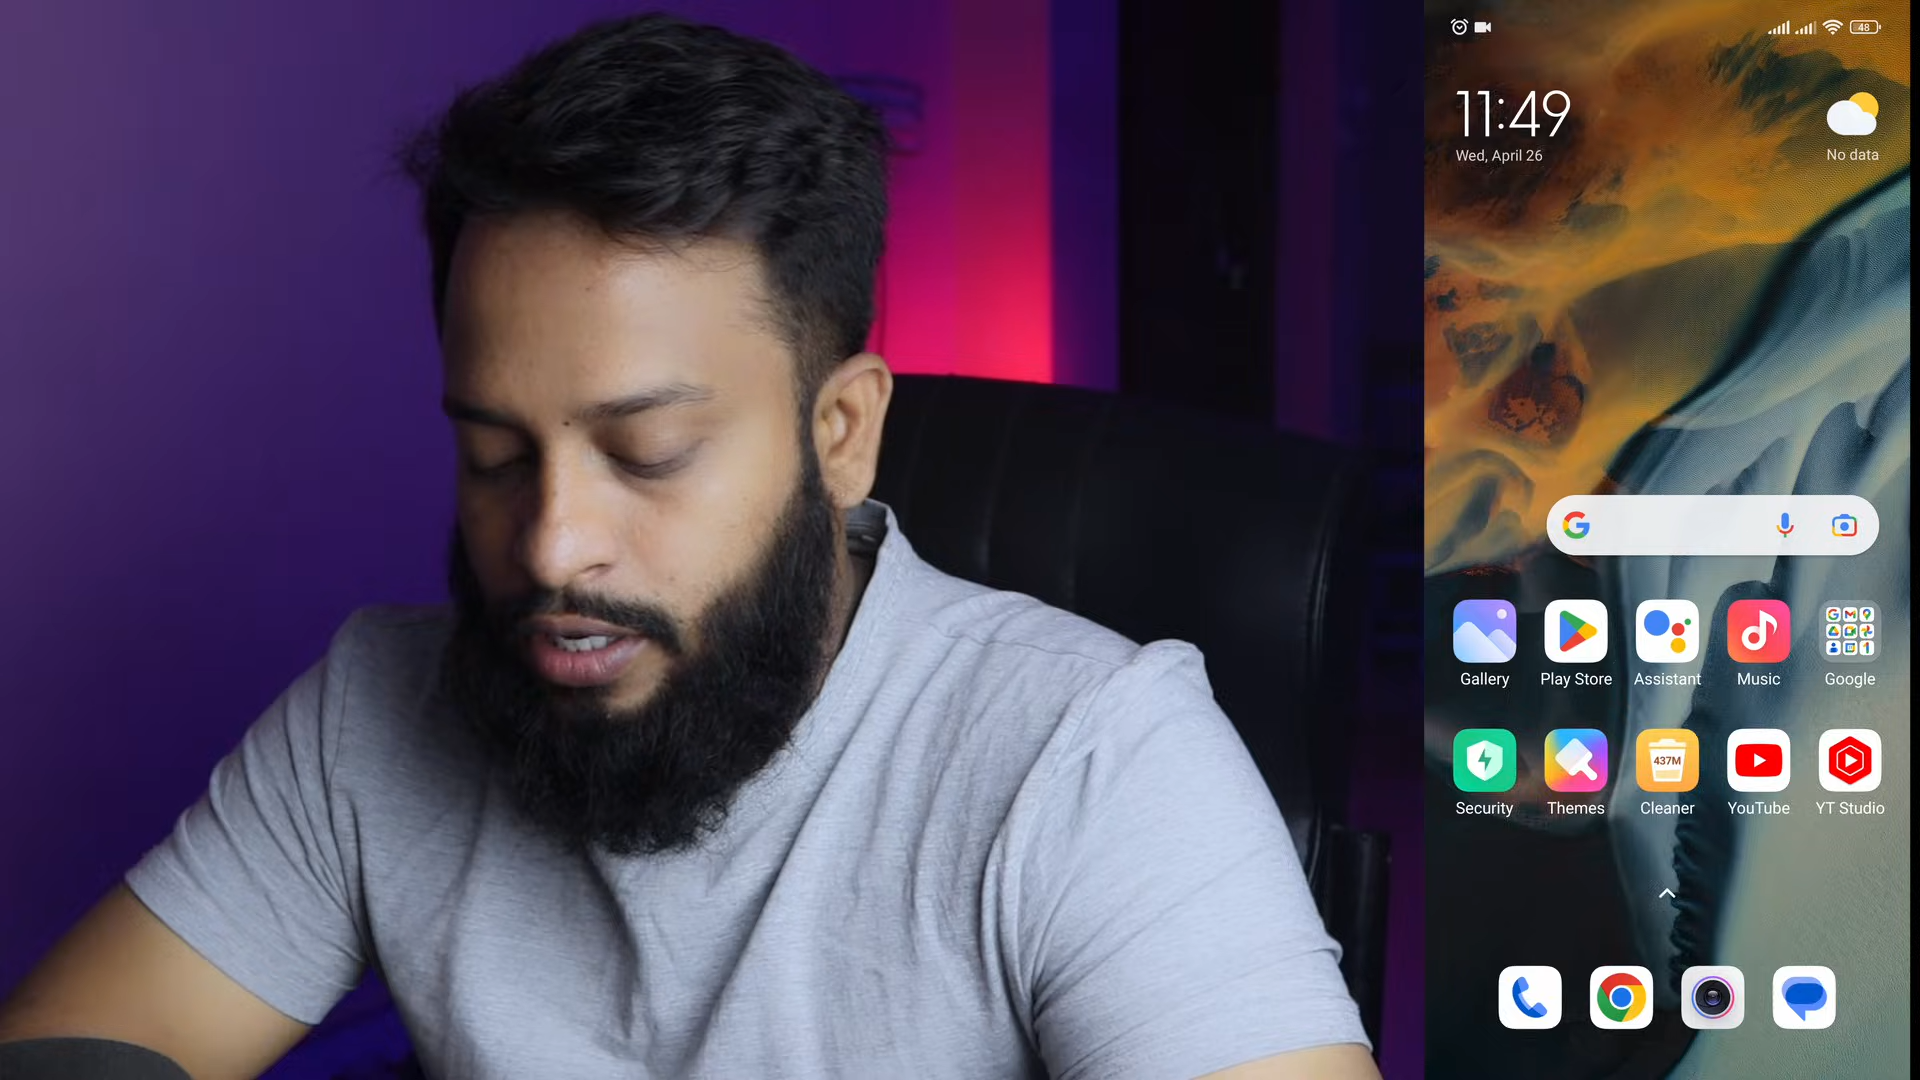 48
11:49
Wed, April 26
No data
Gallery
Play Store
Assistant
Music
Google
437M
Security
Themes
Cleaner
YouTube
YT Studio